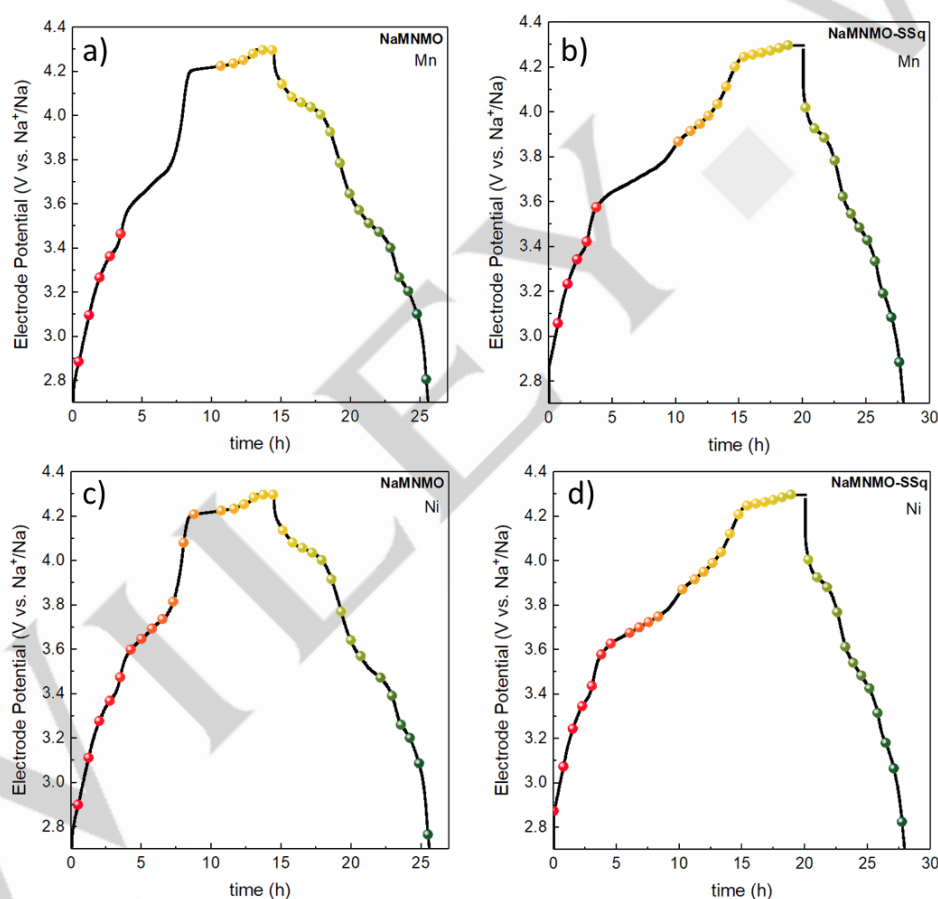 a)
NaMNMO
Mn
4.4
4.2
4.0
3.8
3.6
3.4
3.2
3.0
2.8
Electrode Potential (V vs. Na⁺/Na)
0 5 10 15 20 25
time (h)
b)
NaMNMO-SSq
Mn
4.4
4.2
4.0
3.8
3.6
3.4
3.2
3.0
2.8
Electrode Potential (V vs. Na⁺/Na)
0 5 10 15 20 25 30
time (h)
c)
NaMNMO
Ni
4.4
4.2
4.0
3.8
3.6
3.4
3.2
3.0
2.8
Electrode Potential (V vs. Na⁺/Na)
0 5 10 15 20 25
time (h)
d)
NaMNMO-SSq
Ni
4.4
4.2
4.0
3.8
3.6
3.4
3.2
3.0
2.8
Electrode Potential (V vs. Na⁺/Na)
0 5 10 15 20 25 30
time (h)
WILEY